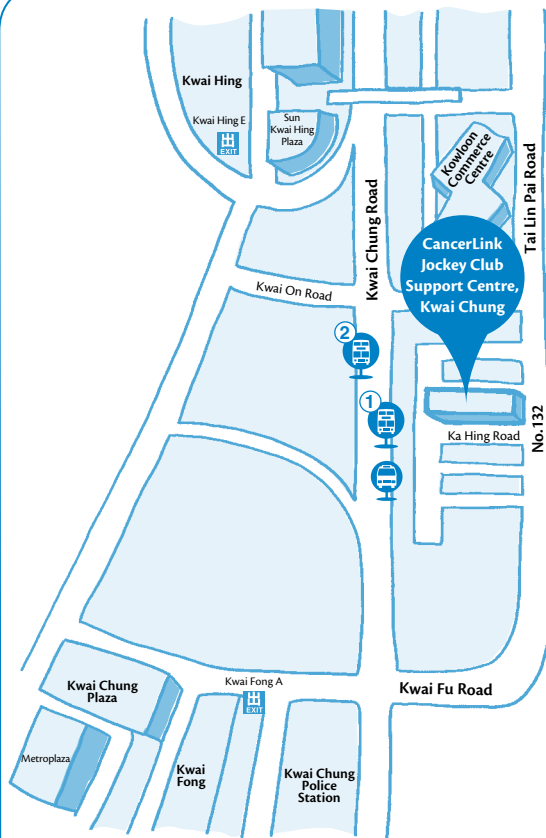 Kwai Hing
Kwai Hing E
EXIT
Sun
Kwai Hing
Plaza
Kowloon
Commerce
Centre
Tai Lin Pai Road
Kwai Chung Road
CancerLink
Jockey Club
Support Centre,
Kwai Chung
Kwai On Road
2
1
No.132
Ka Hing Road
Kwai Fong A
EXIT
Kwai Fu Road
Kwai Chung
Plaza
Metroplaza
Kwai
Fong
Kwai Chung
Police
Station